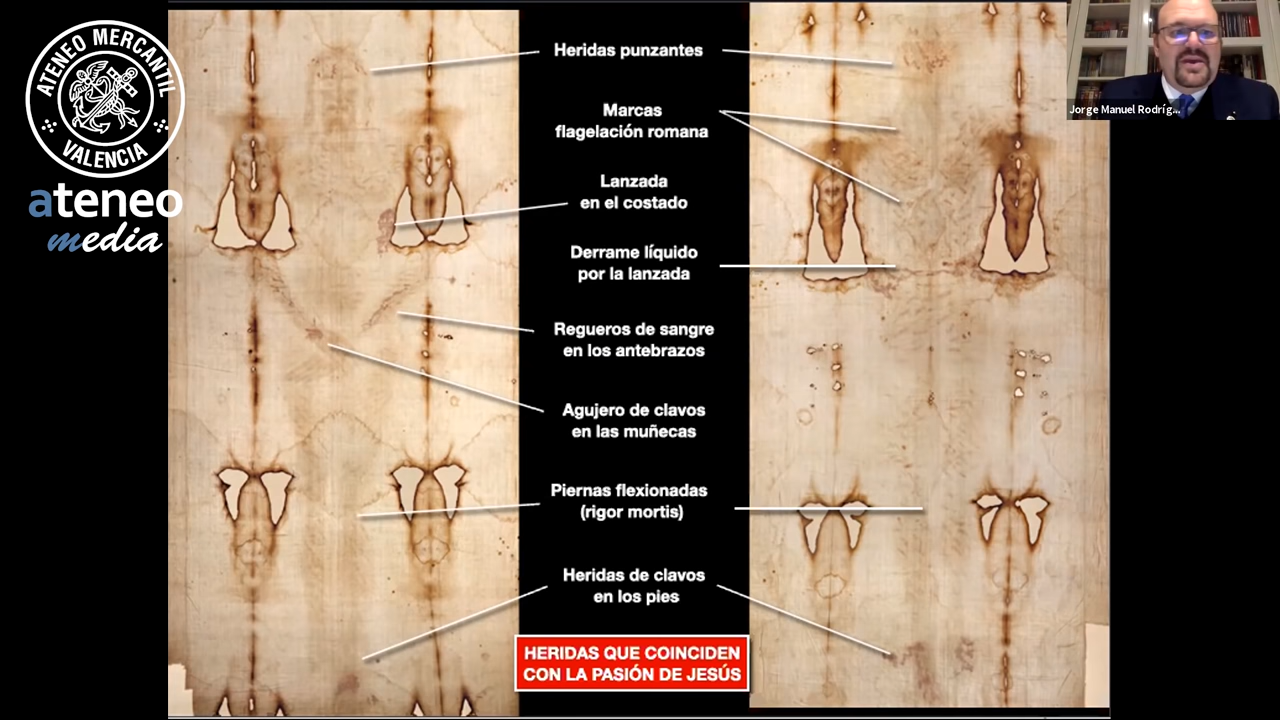 ATENEO MERCANTIL
VALENCIA
ateneo
media
Heridas punzantes
Marcas
flagelación romana
Lanzada
en el costado
Derrame líquido
por la lanzada
Regueros de sangre
en los antebrazos
Agujero de clavos
en las muñecas
Piernas flexionadas
(rigor mortis)
Heridas de clavos
en los pies
HERIDAS QUE COINCIDEN
CON LA PASIÓN DE JESÚS
Jorge Manuel Rodríg...